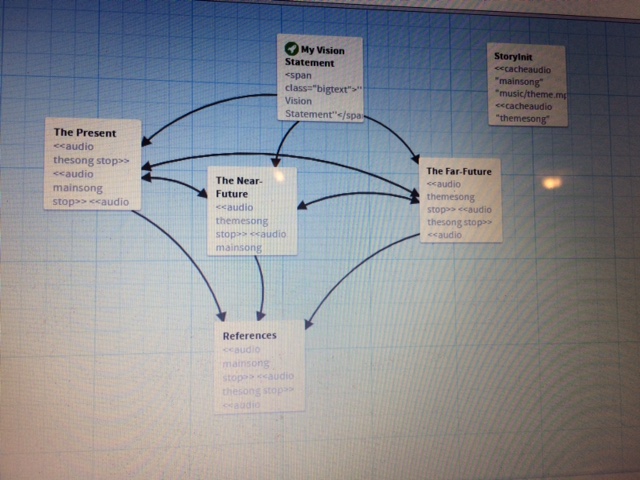 My Vision
Statement
<span
class="bigtext">''
Vision
Statement''</spa
StoryInit
<<cacheaudio
"mainsong"
"music/theme.mp
<<cacheaudio
"themesong"
The Present
<<audio
thesong stop>>
<<audio
mainsong
stop>> <<audio
The Near-
Future
<<audio
themesong
stop>> <<audio
mainsong
The Far-Future
<<audio
themesong
stop>> <<audio
thesong stop>>
<<audio
References
<<audio
mainsong
stop>> <<audio
thesong stop>>
<<audio